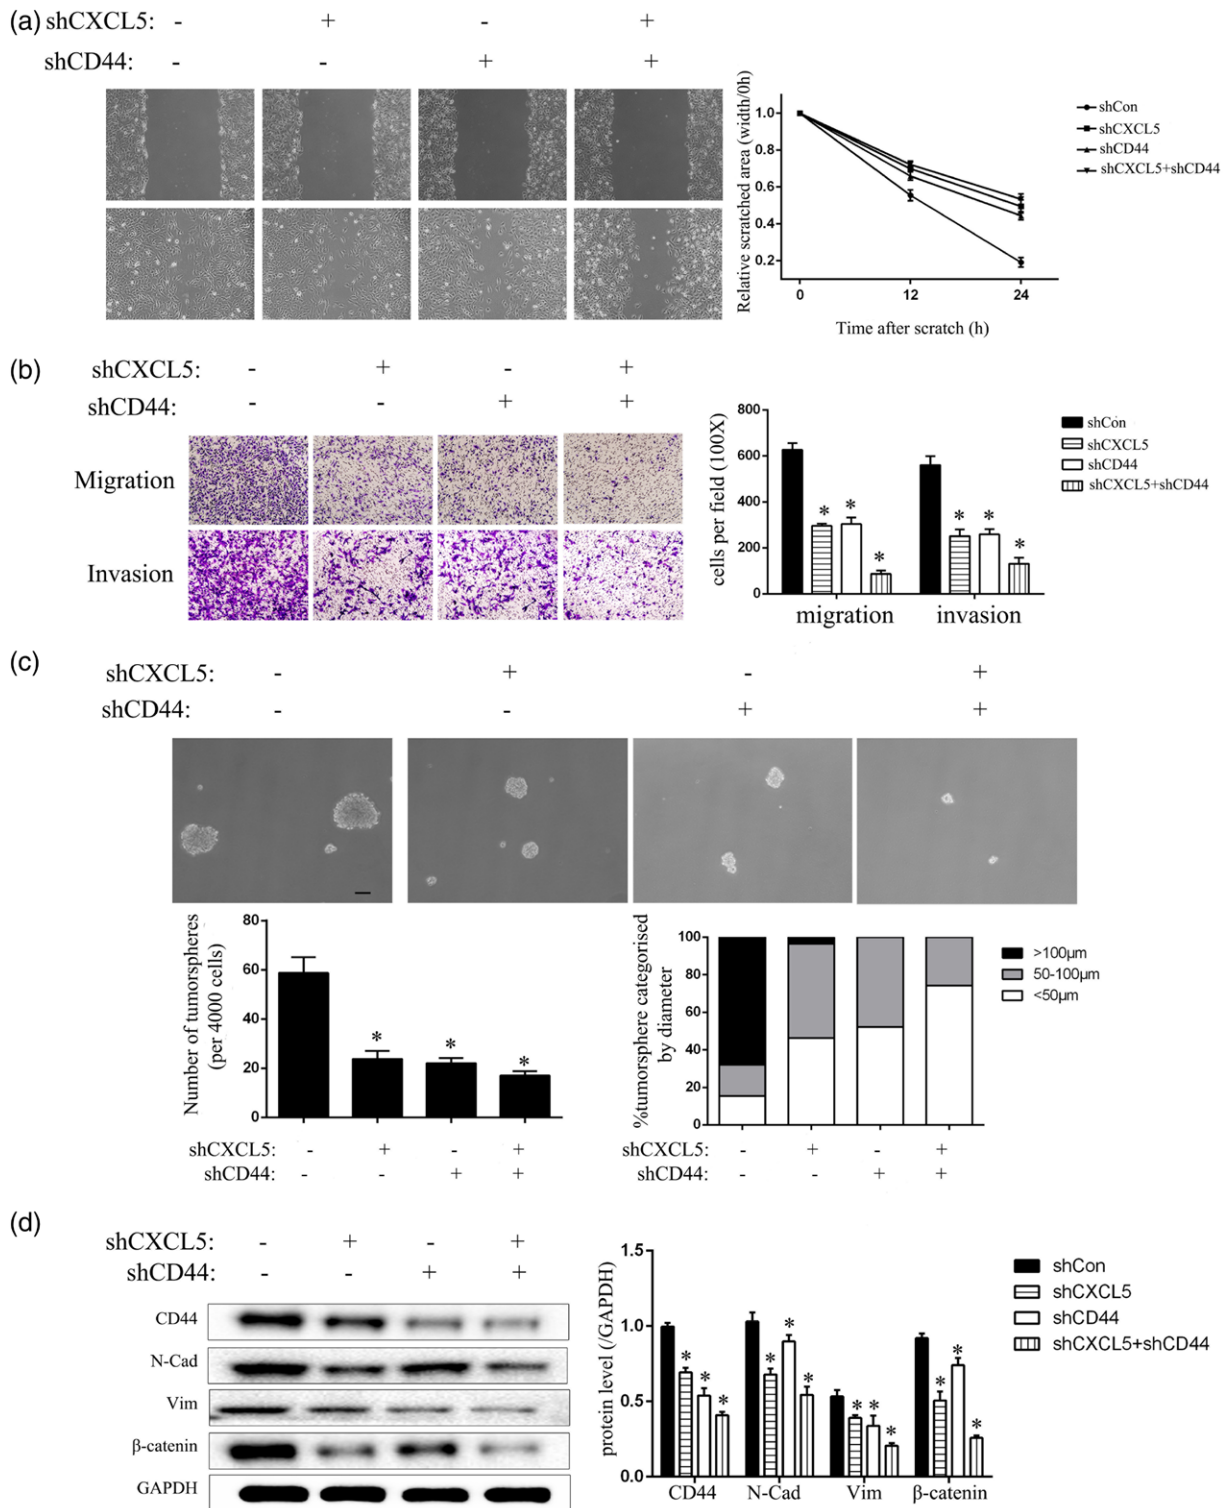 (a)
shCXCL5: - + - +
shCD44: - - + +
Relative scratched area (width/0h)
1.0
0.8
0.6
0.4
0.2
0 12 24
Time after scratch (h)
shCon
shCXCL5
shCD44
shCXCL5+shCD44
(b)
shCXCL5: - + - +
shCD44: - - + +
Migration
Invasion
cells per field (100X)
800
600
400
200
0
* * *
* * *
migration invasion
shCon
shCXCL5
shCD44
shCXCL5+shCD44
(c)
shCXCL5: - + - +
shCD44: - - + +
Number of tumorspheres
(per 4000 cells)
80
60
40
20
0
* * *
shCXCL5: - + - +
shCD44: - - + +
%tumorsphere categorised
by diameter
100
80
60
40
20
0
>100μm
50-100μm
<50μm
shCXCL5: - + - +
shCD44: - - + +
(d)
shCXCL5: - + - +
shCD44: - - + +
CD44
N-Cad
Vim
β-catenin
GAPDH
protein level (/GAPDH)
1.5
1.0
0.5
0.0
* * *
* * *
* * *
* * *
CD44 N-Cad Vim β-catenin
shCon
shCXCL5
shCD44
shCXCL5+shCD44